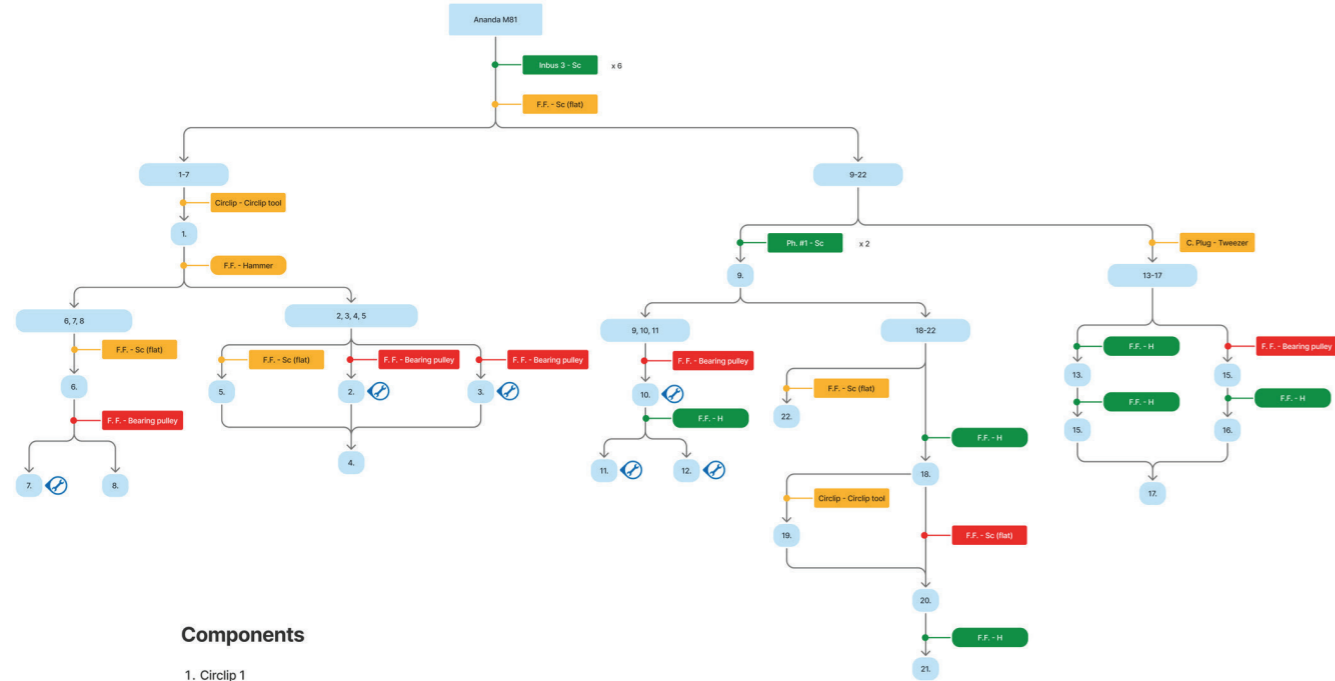 Ananda M81
Inbus 3 - Sc x 6
F.F. - Sc (flat)
1-7
9-22
Circlip - Circlip tool
Ph. #1 - Sc x 2
C. Plug - Tweezer
1.
9.
13-17
F.F. - Hammer
6, 7, 8
2, 3, 4, 5
9, 10, 11
18-22
F.F. - Sc (flat)
F.F. - Sc (flat)
F. F. - Bearing pulley
F. F. - Bearing pulley
F. F. - Bearing pulley
F.F. - H
F. F. - Bearing pulley
6.
5.
2.
3.
10.
F.F. - Sc (flat)
13.
15.
F.F. - H
F.F. - H
F. F. - Bearing pulley
F.F. - H
22.
F.F. - H
15.
16.
4.
7.
8.
11.
12.
18.
17.
Circlip - Circlip tool
19.
F.F. - Sc (flat)
20.
F.F. - H
21.
Components
1. Circlip 1